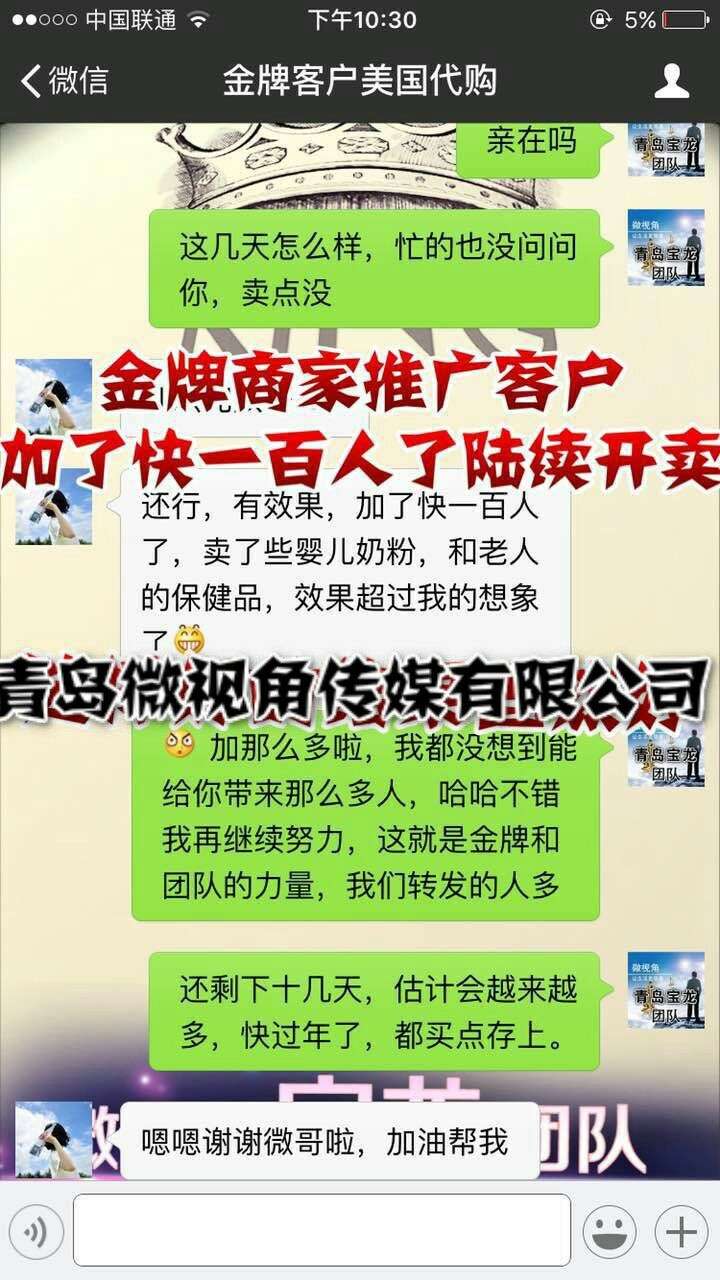 中国联通
下午10:30
5%
微信
金牌客户美国代购
亲在吗
青岛宝龙
团队
这几天怎么样，忙的也没问问
你，卖点没
微视角
青岛宝龙
团队
KING
金牌商家推广客户
加了快一百人了陆续开卖
还行，有效果，加了快一百人
了，卖了些婴儿奶粉，和老人
的保健品，效果超过我的想象
了
青岛微视角传媒有限公司
加那么多啦，我都没想到能
给你带来那么多人，哈哈不错
我再继续努力，这就是金牌和
团队的力量，我们转发的人多
青岛宝龙
团队
还剩下十几天，估计会越来越
多，快过年了，都买点存上。
微视角
青岛宝龙
团队
嗯嗯谢谢微哥啦，加油帮我
团队